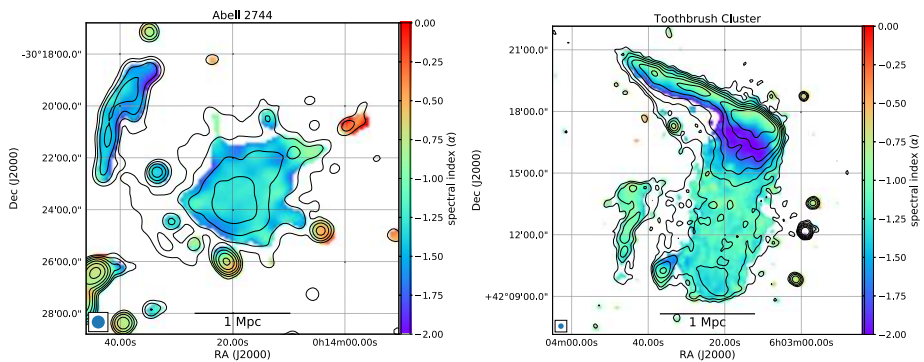 Abell 2744
-30°18'00.0"
20'00.0"
22'00.0"
24'00.0"
26'00.0"
28'00.0"
Dec (J2000)
1 Mpc
40.00s
20.00s
0h14m00.00s
RA (J2000)
0.00
−0.25
−0.50
−0.75
−1.00
−1.25
−1.50
−1.75
−2.00
spectral index (α)
Toothbrush Cluster
21'00.0"
18'00.0"
15'00.0"
12'00.0"
+42°09'00.0"
Dec (J2000)
1 Mpc
04m00.00s
40.00s
20.00s
6h03m00.00s
RA (J2000)
0.00
−0.25
−0.50
−0.75
−1.00
−1.25
−1.50
−1.75
−2.00
spectral index (α)